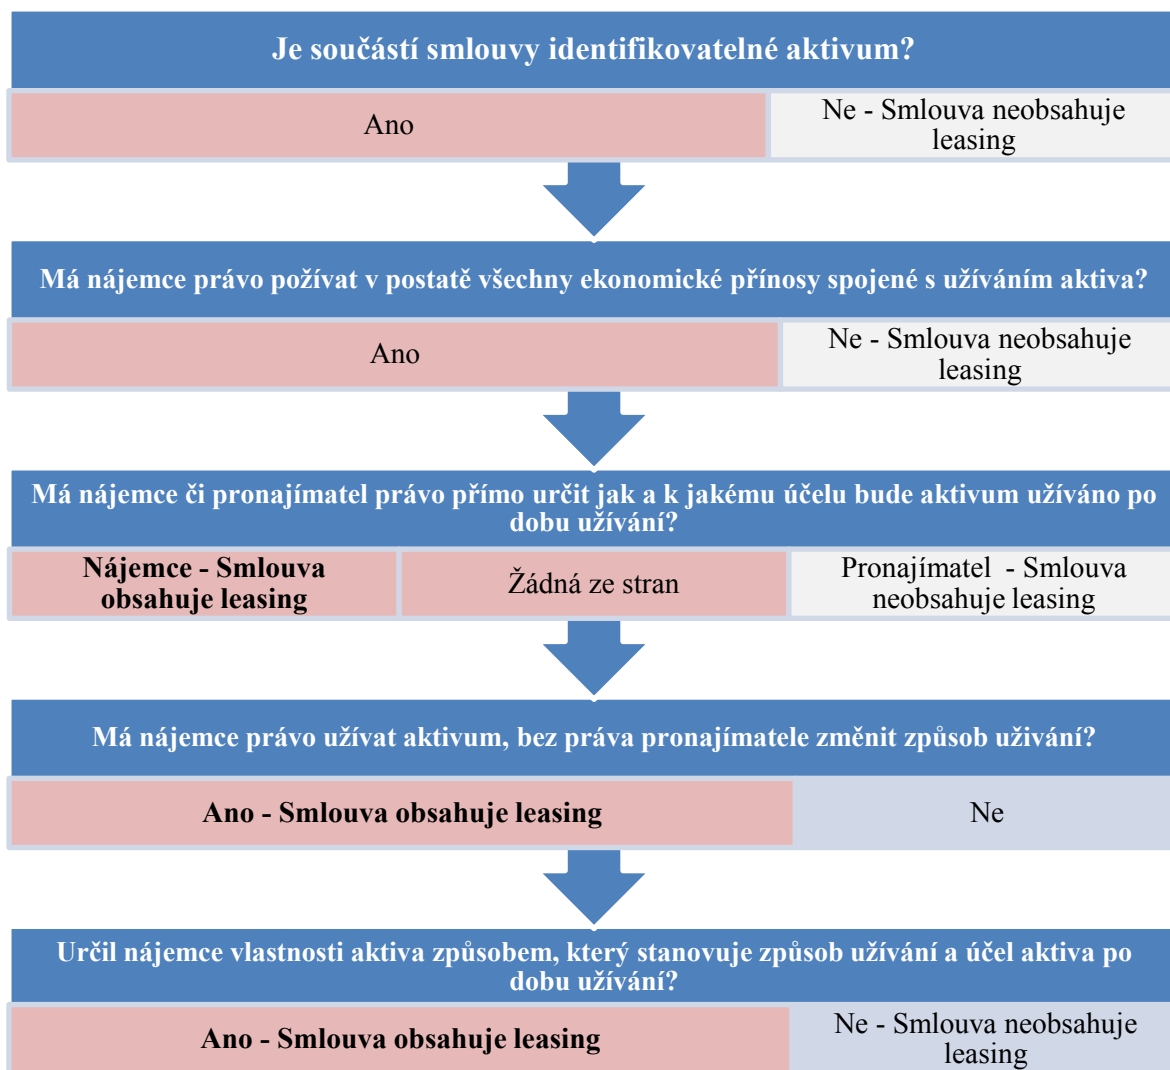 Je součástí smlouvy identifikovatelné aktivum?
Ano
Ne - Smlouva neobsahuje
leasing
Má nájemce právo požívat v postatě všechny ekonomické přínosy spojené s užíváním aktiva?
Ano
Ne - Smlouva neobsahuje
leasing
Má nájemce či pronajímatel právo přímo určit jak a k jakému účelu bude aktivum užíváno po
dobu užívání?
Nájemce - Smlouva
obsahuje leasing
Žádná ze stran
Pronajímatel - Smlouva
neobsahuje leasing
Má nájemce právo užívat aktivum, bez práva pronajímatele změnit způsob uživání?
Ano - Smlouva obsahuje leasing
Ne
Určil nájemce vlastnosti aktiva způsobem, který stanovuje způsob užívání a účel aktiva po
dobu užívání?
Ano - Smlouva obsahuje leasing
Ne - Smlouva neobsahuje
leasing